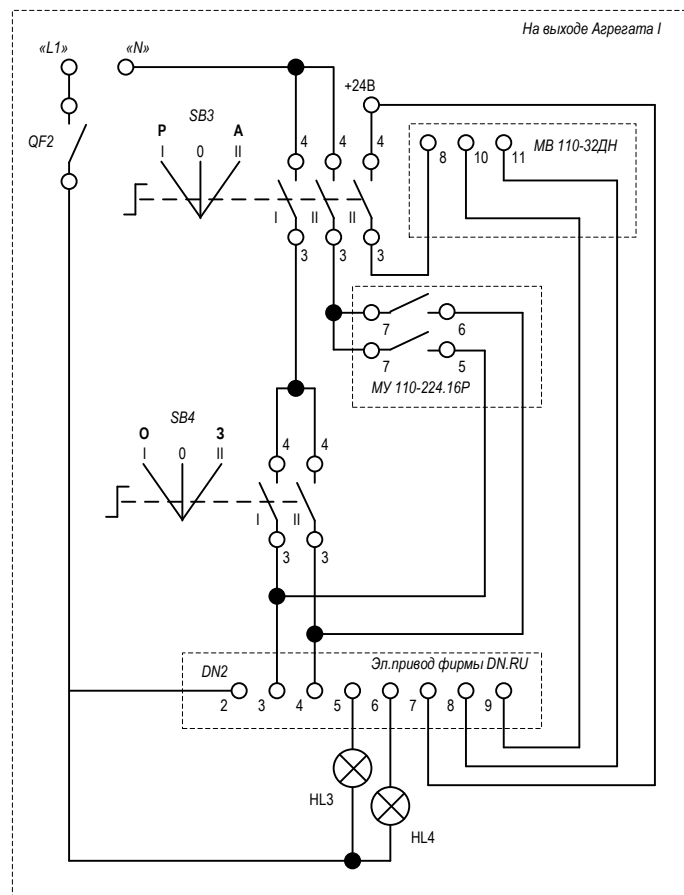 На выходе Агрегата I
«L1» «N»
+24В
SB3
Р А
I 0 II
QF2
4 4 4
МВ 110-32ДН
8 10 11
I II II
3 3 3
7 6
7 5
МУ 110-224.16Р
SB4
О З
I 0 II
4 4
I II
3 3
DN2 Эл.привод фирмы DN.RU
2 3 4 5 6 7 8 9
HL3
HL4